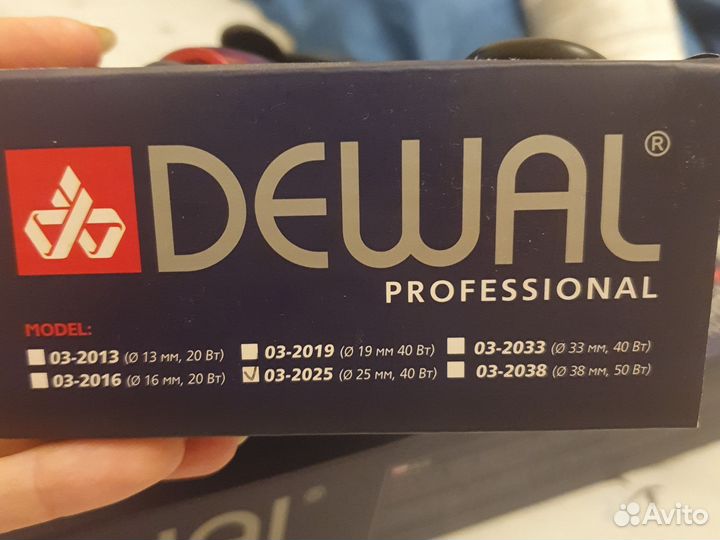 DEWAL®
PROFESSIONAL
MODEL:
03-2013 (Ø 13 мм, 20 Вт)
03-2019 (Ø 19 мм 40 Вт)
03-2033 (Ø 33 мм, 40 Вт)
03-2016 (Ø 16 мм, 20 Вт)
03-2025 (Ø 25 мм, 40 Вт)
03-2038 (Ø 38 мм, 50 Вт)
WAL®
Avito